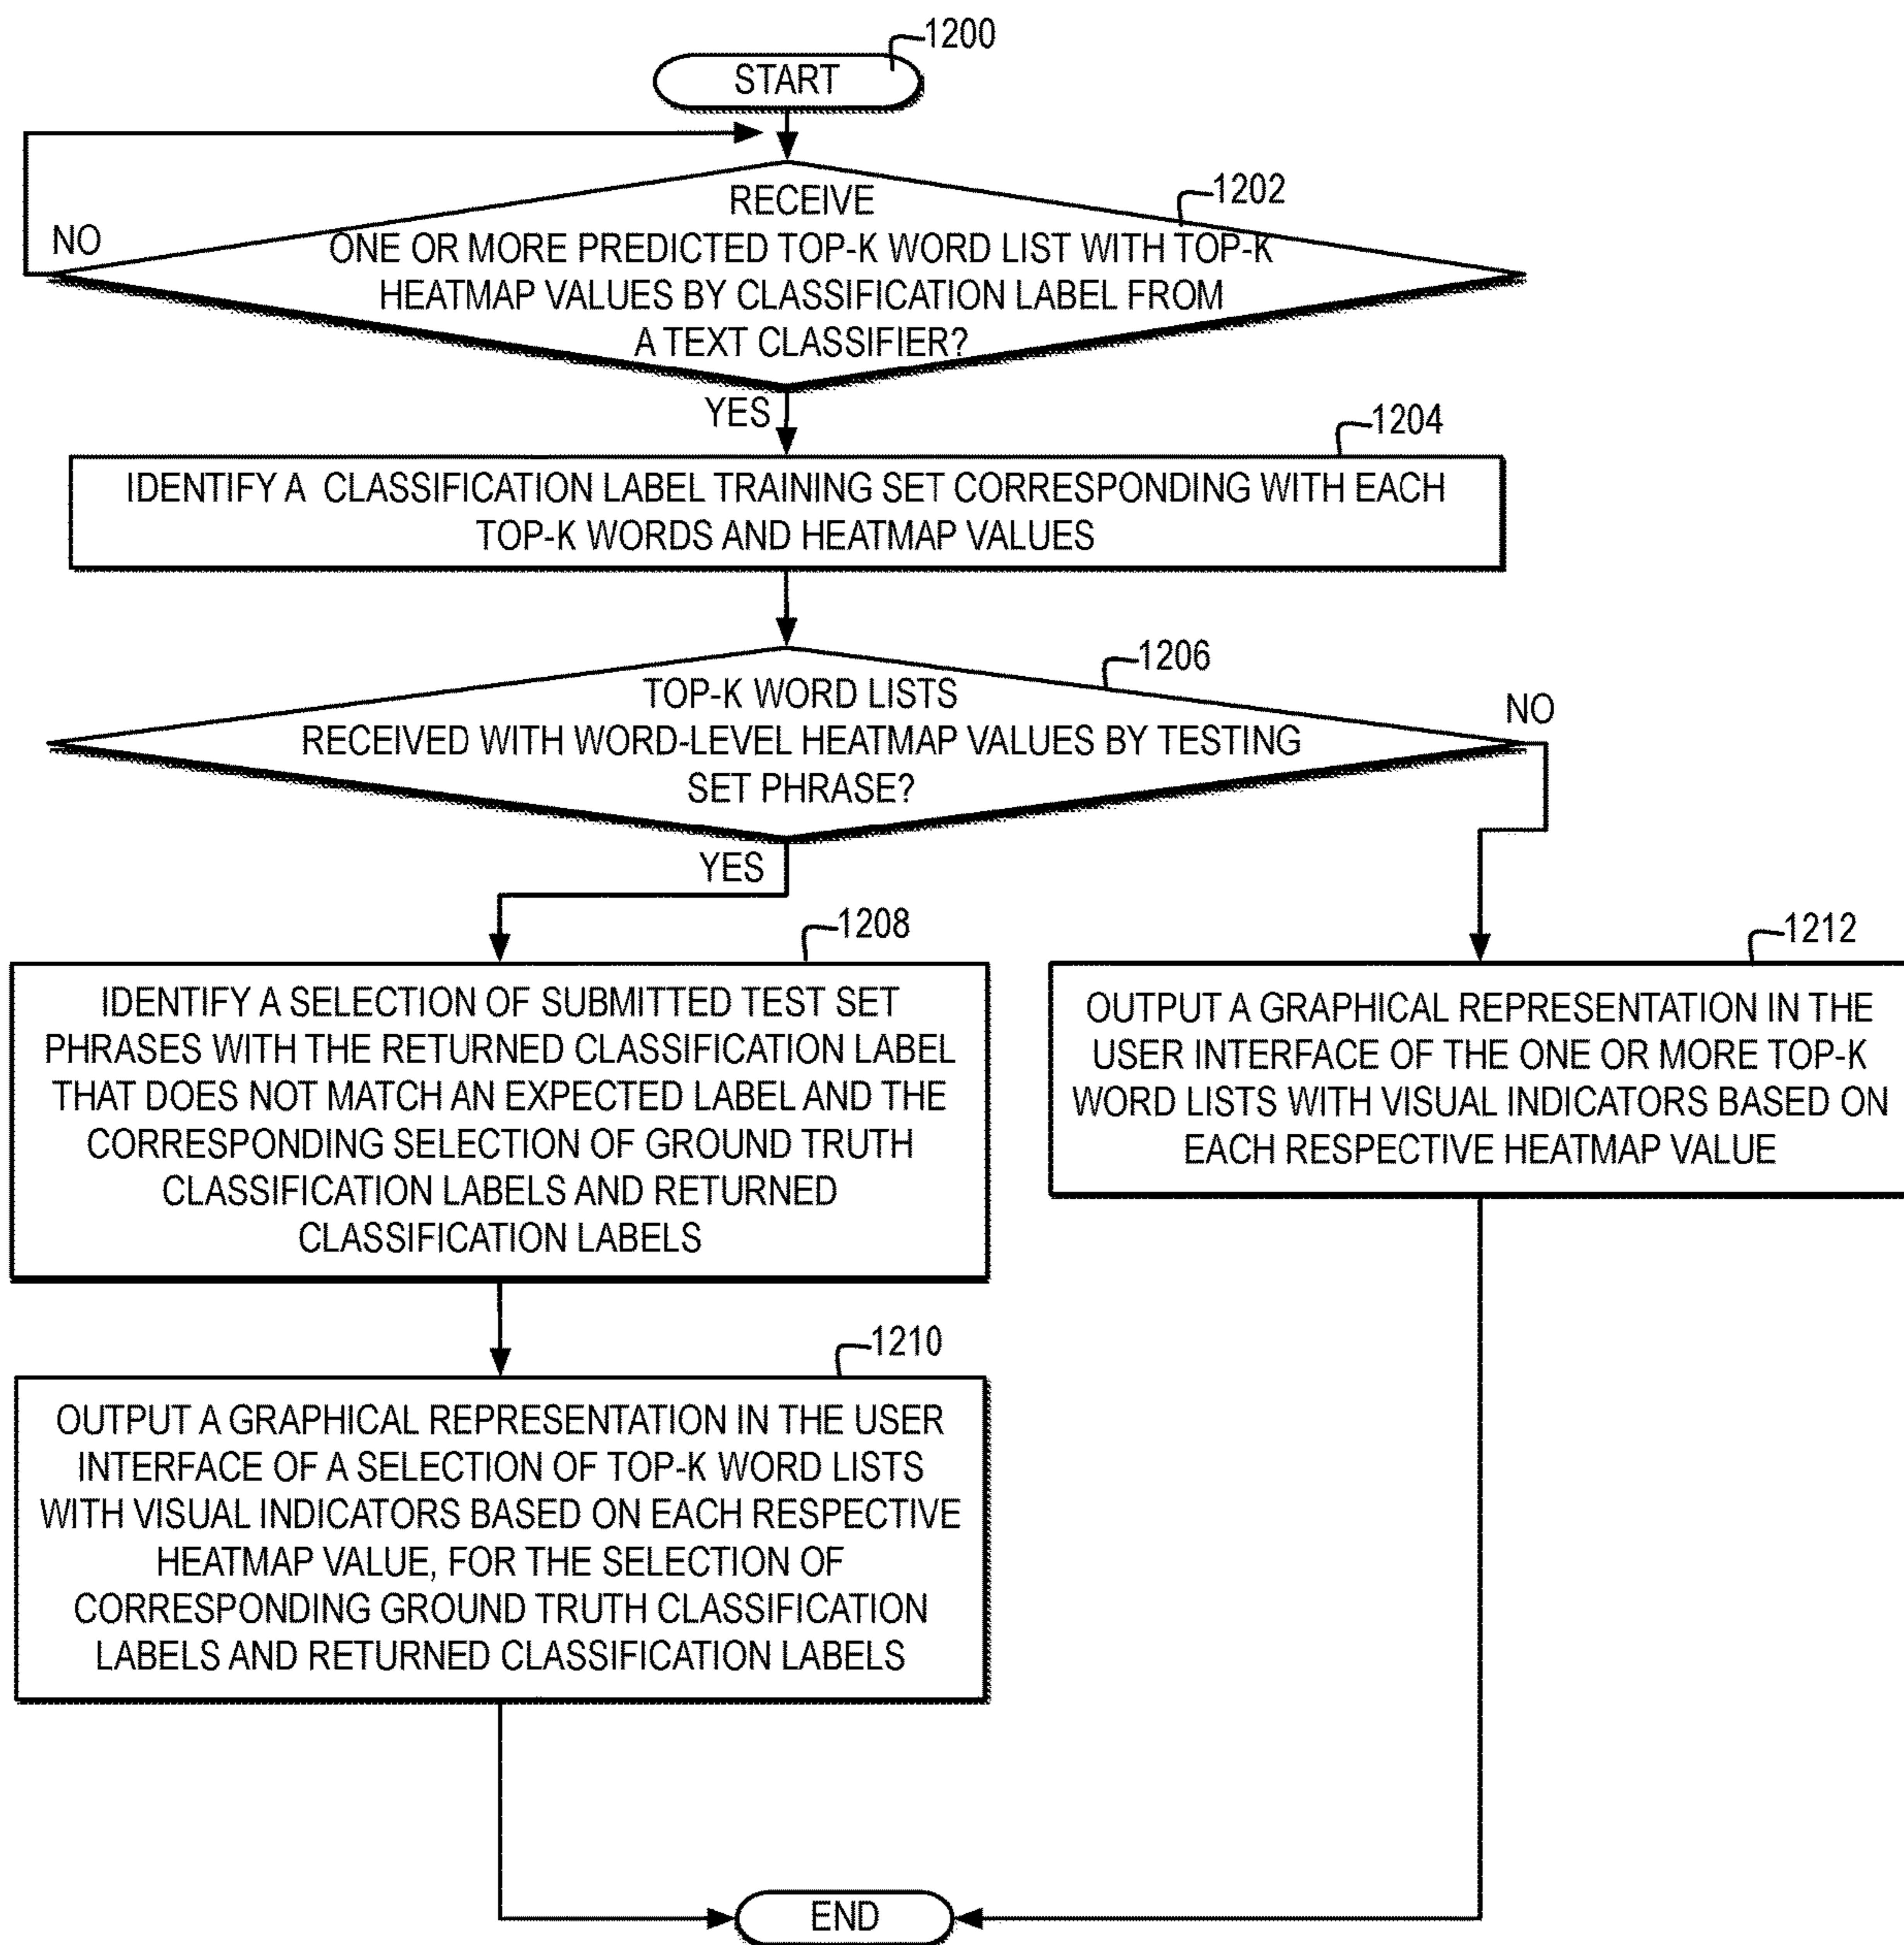 1200
START
1202
RECEIVE
ONE OR MORE PREDICTED TOP-K WORD LIST WITH TOP-K
HEATMAP VALUES BY CLASSIFICATION LABEL FROM
A TEXT CLASSIFIER?
NO
YES
1204
IDENTIFY A CLASSIFICATION LABEL TRAINING SET CORRESPONDING WITH EACH
TOP-K WORDS AND HEATMAP VALUES
1206
TOP-K WORD LISTS
RECEIVED WITH WORD-LEVEL HEATMAP VALUES BY TESTING
SET PHRASE?
NO
YES
1208
IDENTIFY A SELECTION OF SUBMITTED TEST SET
PHRASES WITH THE RETURNED CLASSIFICATION LABEL
THAT DOES NOT MATCH AN EXPECTED LABEL AND THE
CORRESPONDING SELECTION OF GROUND TRUTH
CLASSIFICATION LABELS AND RETURNED
CLASSIFICATION LABELS
1212
OUTPUT A GRAPHICAL REPRESENTATION IN THE
USER INTERFACE OF THE ONE OR MORE TOP-K
WORD LISTS WITH VISUAL INDICATORS BASED ON
EACH RESPECTIVE HEATMAP VALUE
1210
OUTPUT A GRAPHICAL REPRESENTATION IN THE USER
INTERFACE OF A SELECTION OF TOP-K WORD LISTS
WITH VISUAL INDICATORS BASED ON EACH RESPECTIVE
HEATMAP VALUE, FOR THE SELECTION OF
CORRESPONDING GROUND TRUTH CLASSIFICATION
LABELS AND RETURNED CLASSIFICATION LABELS
END